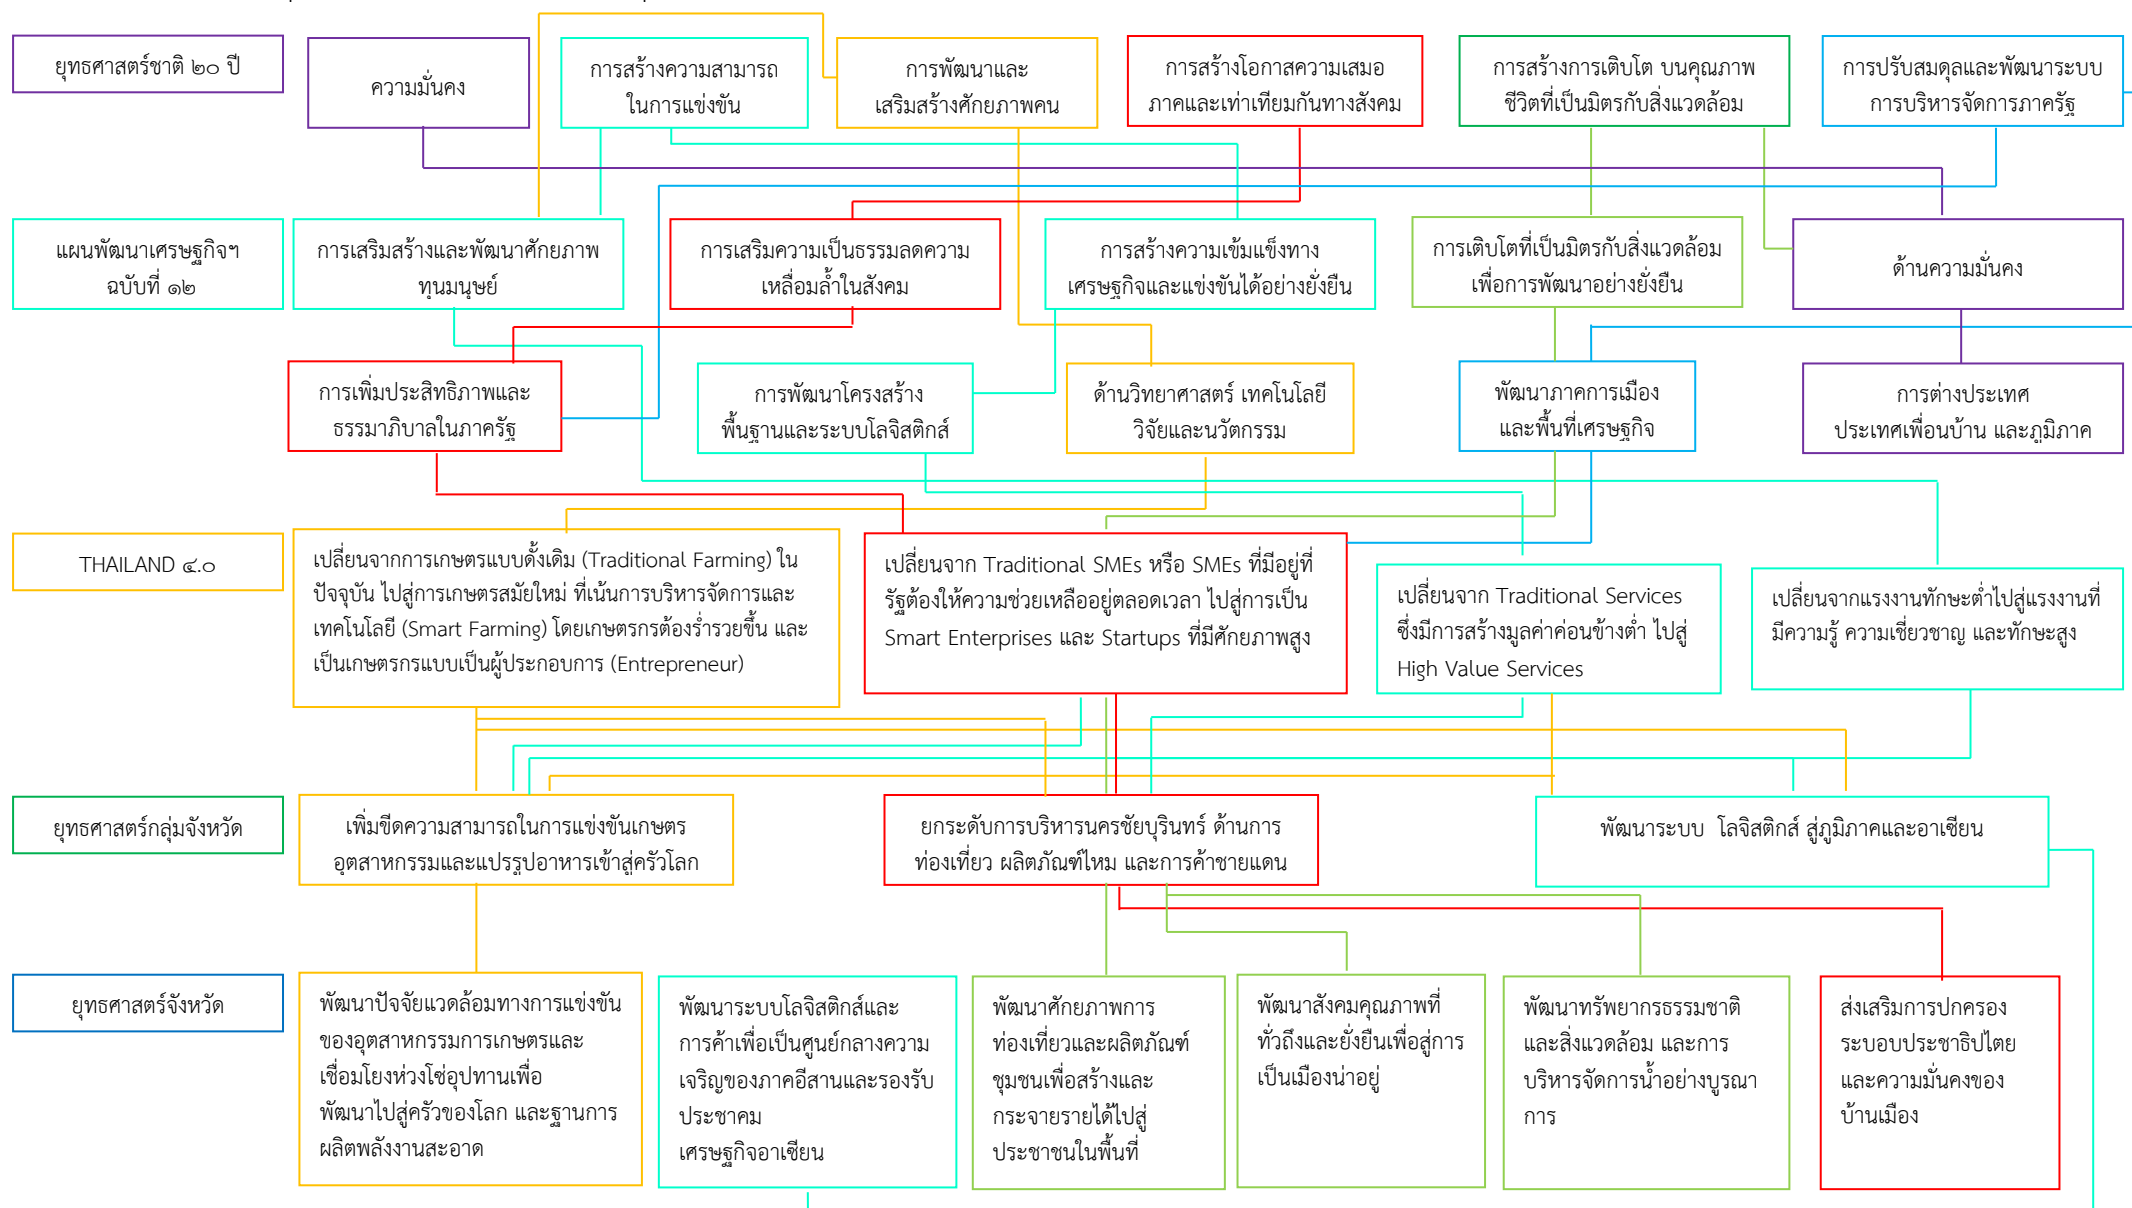 ยุทธศาสตร์ชาติ ๒๐ ปี
ความมั่นคง
การสร้างความสามารถ
ในการแข่งขัน
การพัฒนาและ
เสริมสร้างศักยภาพคน
การสร้างโอกาสความเสมอ
ภาคและเท่าเทียมกันทางสังคม
การสร้างการเติบโต บนคุณภาพ
ชีวิตที่เป็นมิตรกับสิ่งแวดล้อม
การปรับสมดุลและพัฒนาระบบ
การบริหารจัดการภาครัฐ
แผนพัฒนาเศรษฐกิจฯ
ฉบับที่ ๑๒
การเสริมสร้างและพัฒนาศักยภาพ
ทุนมนุษย์
การเสริมความเป็นธรรมลดความ
เหลื่อมล้ำในสังคม
การสร้างความเข้มแข็งทาง
เศรษฐกิจและแข่งขันได้อย่างยั่งยืน
การเติบโตที่เป็นมิตรกับสิ่งแวดล้อม
เพื่อการพัฒนาอย่างยั่งยืน
ด้านความมั่นคง
การเพิ่มประสิทธิภาพและ
ธรรมาภิบาลในภาครัฐ
การพัฒนาโครงสร้าง
พื้นฐานและระบบโลจิสติกส์
ด้านวิทยาศาสตร์ เทคโนโลยี
วิจัยและนวัตกรรม
พัฒนาภาคการเมือง
และพื้นที่เศรษฐกิจ
การต่างประเทศ
ประเทศเพื่อนบ้าน และภูมิภาค
THAILAND ๔.๐
เปลี่ยนจากการเกษตรแบบดั้งเดิม (Traditional Farming) ใน
ปัจจุบัน ไปสู่การเกษตรสมัยใหม่ ที่เน้นการบริหารจัดการและ
เทคโนโลยี (Smart Farming) โดยเกษตรกรต้องร่ำรวยขึ้น และ
เป็นเกษตรกรแบบเป็นผู้ประกอบการ (Entrepreneur)
เปลี่ยนจาก Traditional SMEs หรือ SMEs ที่มีอยู่ที่
รัฐต้องให้ความช่วยเหลืออยู่ตลอดเวลา ไปสู่การเป็น
Smart Enterprises และ Startups ที่มีศักยภาพสูง
เปลี่ยนจาก Traditional Services
ซึ่งมีการสร้างมูลค่าค่อนข้างต่ำ ไปสู่
High Value Services
เปลี่ยนจากแรงงานทักษะต่ำไปสู่แรงงานที่
มีความรู้ ความเชี่ยวชาญ และทักษะสูง
ยุทธศาสตร์กลุ่มจังหวัด
เพิ่มขีดความสามารถในการแข่งขันเกษตร
อุตสาหกรรมและแปรรูปอาหารเข้าสู่ครัวโลก
ยกระดับการบริหารนครชัยบุรินทร์ ด้านการ
ท่องเที่ยว ผลิตภัณฑ์ไหม และการค้าชายแดน
พัฒนาระบบ  โลจิสติกส์ สู่ภูมิภาคและอาเซียน
ยุทธศาสตร์จังหวัด
พัฒนาปัจจัยแวดล้อมทางการแข่งขัน
ของอุตสาหกรรมการเกษตรและ
เชื่อมโยงห่วงโซ่อุปทานเพื่อ
พัฒนาไปสู่ครัวของโลก และฐานการ
ผลิตพลังงานสะอาด
พัฒนาระบบโลจิสติกส์และ
การค้าเพื่อเป็นศูนย์กลางความ
เจริญของภาคอีสานและรองรับ
ประชาคม
เศรษฐกิจอาเซียน
พัฒนาศักยภาพการ
ท่องเที่ยวและผลิตภัณฑ์
ชุมชนเพื่อสร้างและ
กระจายรายได้ไปสู่
ประชาชนในพื้นที่
พัฒนาสังคมคุณภาพที่
ทั่วถึงและยั่งยืนเพื่อสู่การ
เป็นเมืองน่าอยู่
พัฒนาทรัพยากรธรรมชาติ
และสิ่งแวดล้อม และการ
บริหารจัดการน้ำอย่างบูรณา
การ
ส่งเสริมการปกครอง
ระบอบประชาธิปไตย
และความมั่นคงของ
บ้านเมือง